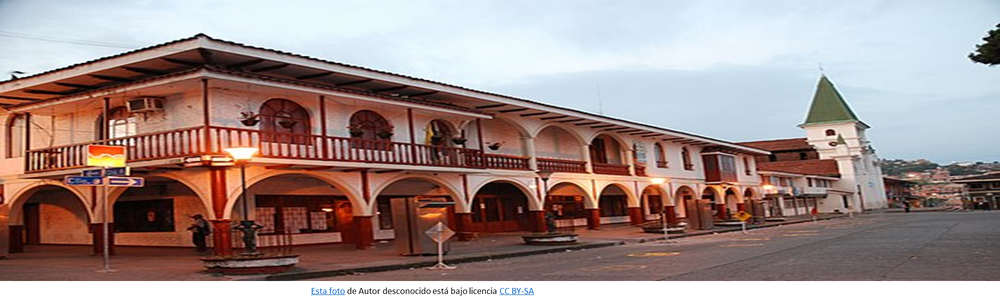 Esta foto de Autor desconocido está bajo licencia CC BY-SA